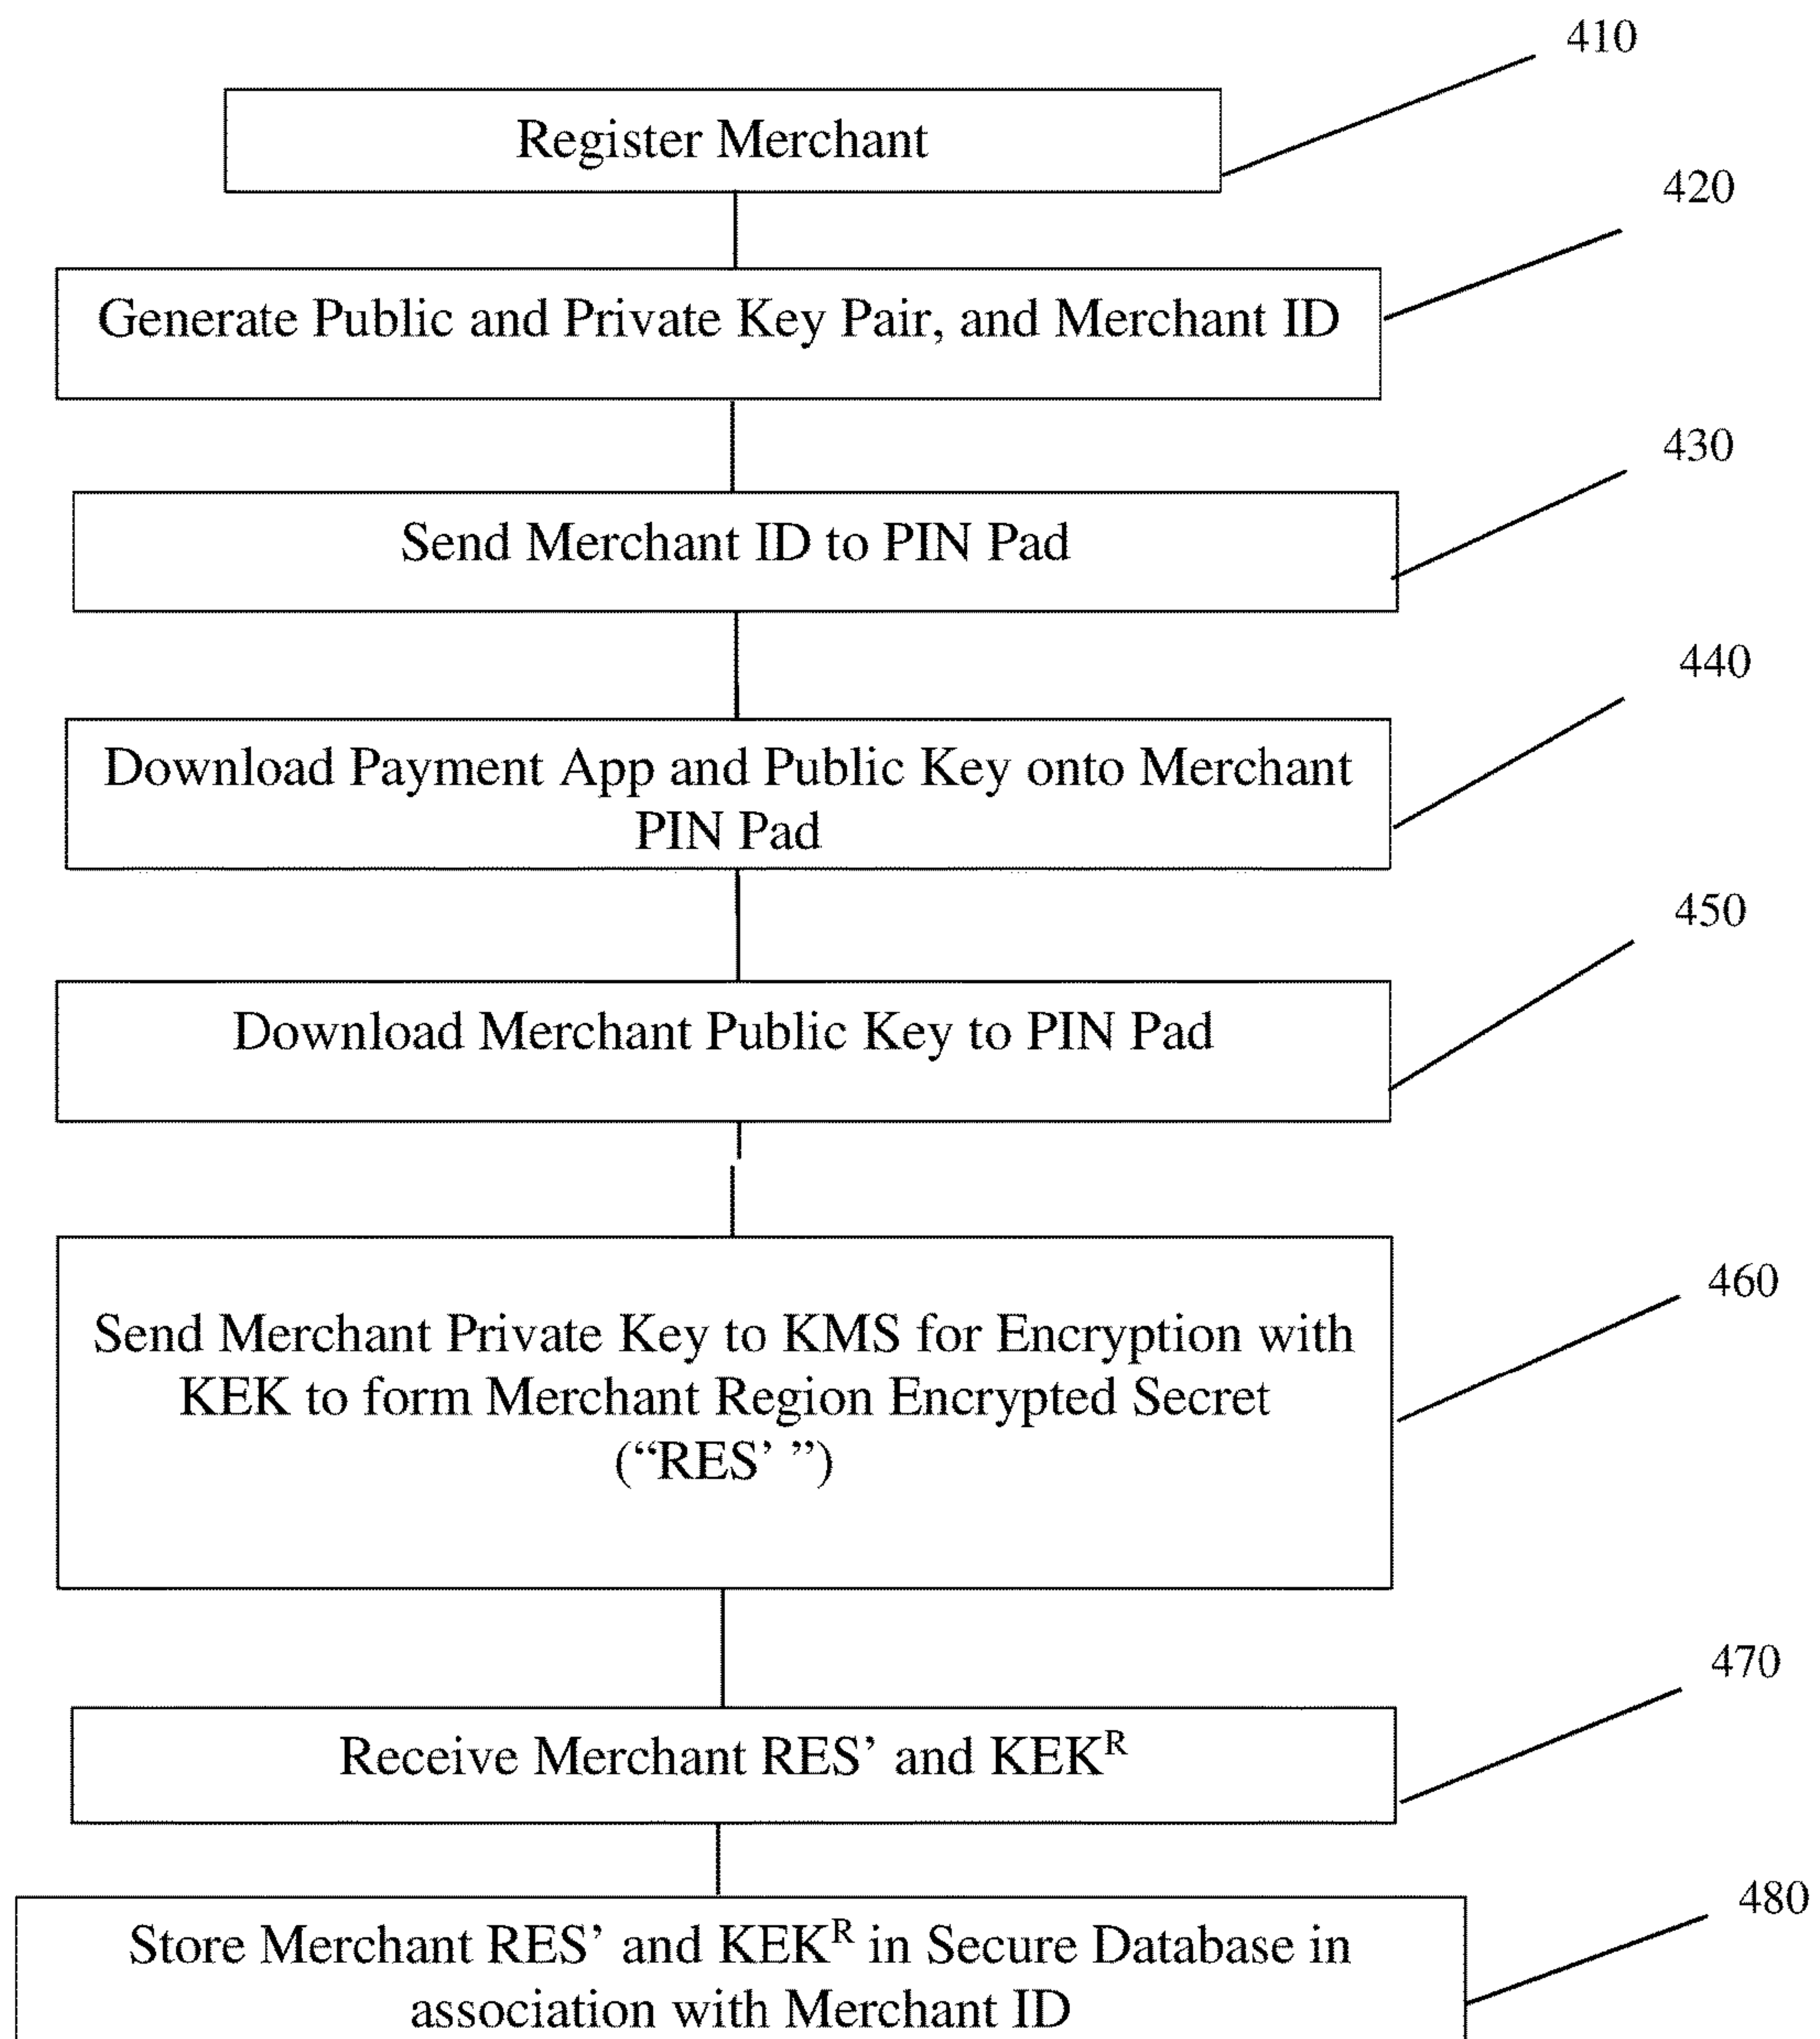 410
Register Merchant
420
Generate Public and Private Key Pair, and Merchant ID
430
Send Merchant ID to PIN Pad
440
Download Payment App and Public Key onto Merchant
PIN Pad
450
Download Merchant Public Key to PIN Pad
460
Send Merchant Private Key to KMS for Encryption with
KEK to form Merchant Region Encrypted Secret
(“RES’ ”)
470
Receive Merchant RES’ and KEKᴿ
480
Store Merchant RES’ and KEKᴿ in Secure Database in
association with Merchant ID